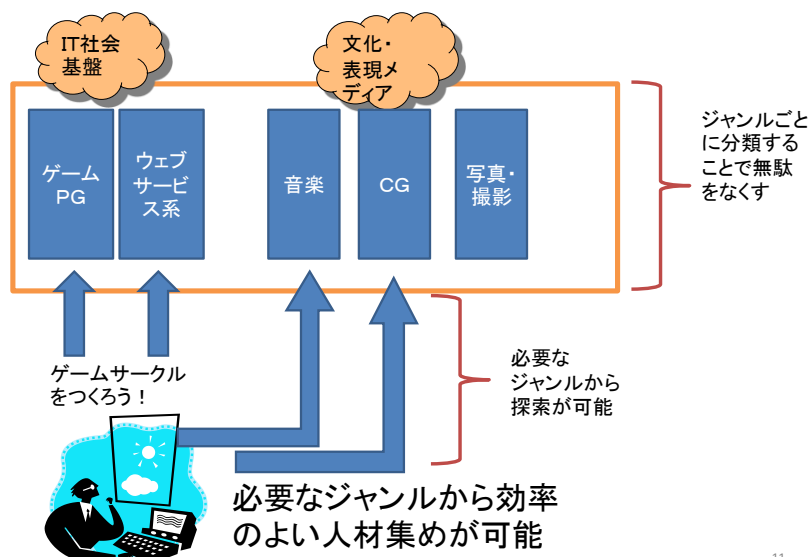 IT社会
基盤
文化・
表現メ
ディア
ゲーム
PG
ウェブ
サービ
ス系
音楽
CG
写真・
撮影
ジャンルごと
に分類する
ことで無駄
をなくす
ゲームサークル
をつくろう！
必要な
ジャンルから
探索が可能
必要なジャンルから効率
のよい人材集めが可能
11